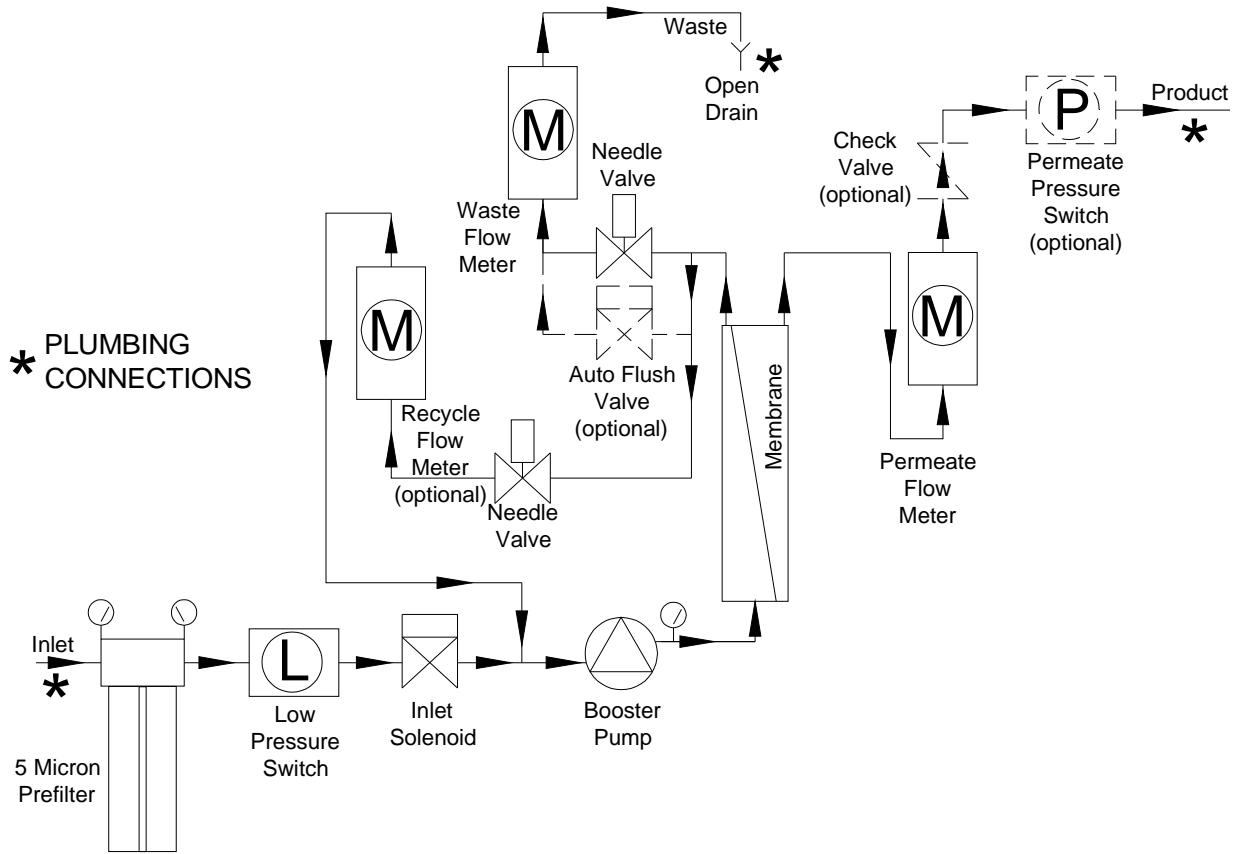 Waste
*
Open
Drain
M
Needle
Valve
Waste
Flow
Meter
P
Product
*
Check
Valve
(optional)
Permeate
Pressure
Switch
(optional)
M
M
* PLUMBING
CONNECTIONS
Auto Flush
Valve
(optional)
Recycle
Flow
Meter
(optional)
Needle
Valve
Membrane
Permeate
Flow
Meter
Inlet
*
L
Low
Pressure
Switch
Inlet
Solenoid
Booster
Pump
5 Micron
Prefilter